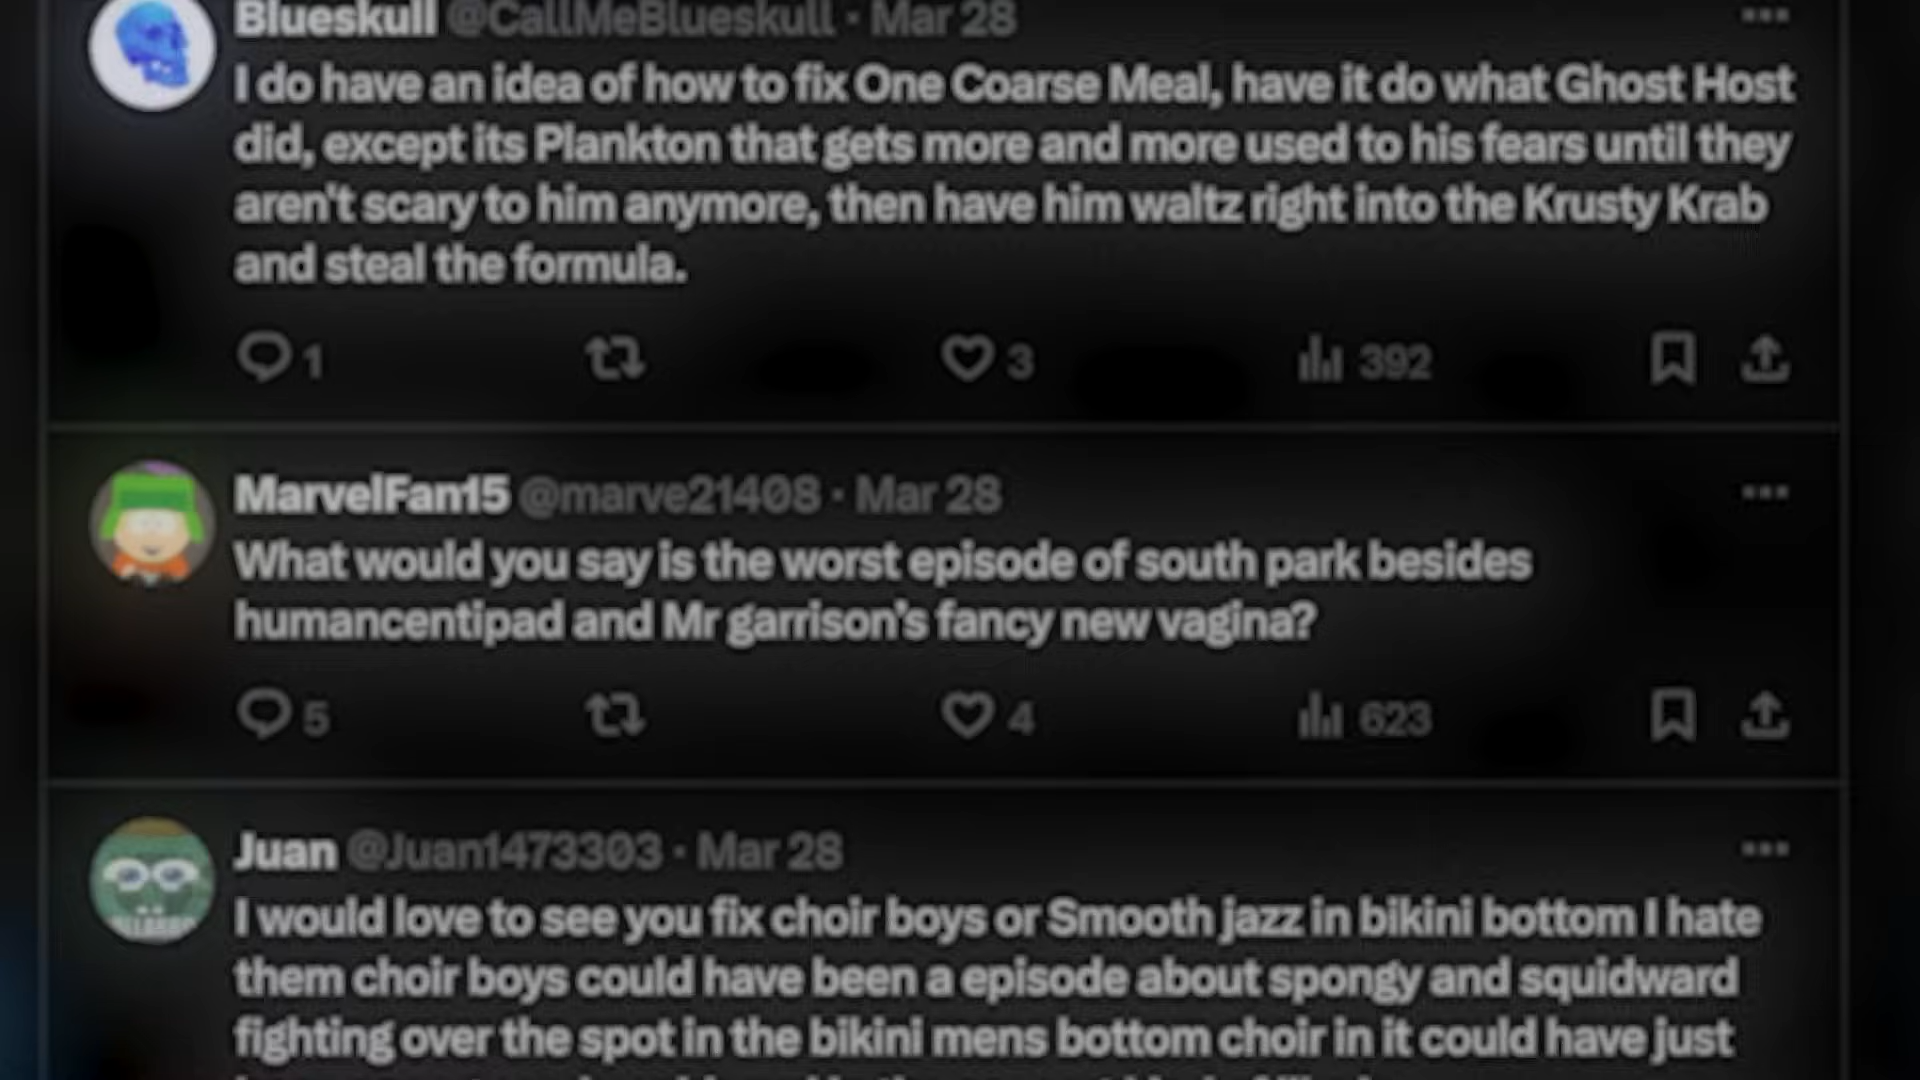 Blueskull @CallMeBlueskull · Mar 28
I do have an idea of how to fix One Coarse Meal, have it do what Ghost Host
did, except its Plankton that gets more and more used to his fears until they
aren't scary to him anymore, then have him waltz right into the Krusty Krab
and steal the formula.
1 3 392
MarvelFan15 @marve21408 · Mar 28
What would you say is the worst episode of south park besides
humancentipad and Mr garrison's fancy new vagina?
5 4 623
Juan @Juan1473303 · Mar 28
I would love to see you fix choir boys or Smooth jazz in bikini bottom I hate
them choir boys could have been a episode about spongy and squidward
fighting over the spot in the bikini mens bottom choir in it could have just